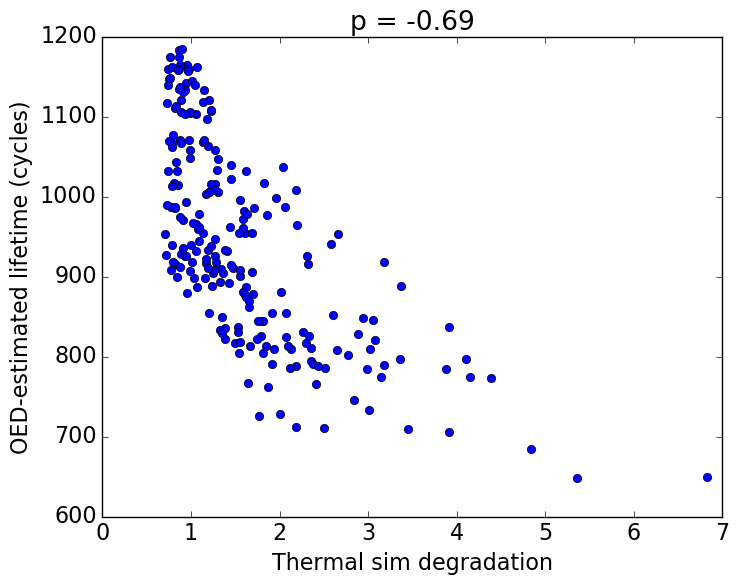 p = -0.69
1200
1100
1000
900
800
700
600
OED-estimated lifetime (cycles)
0 1 2 3 4 5 6 7
Thermal sim degradation